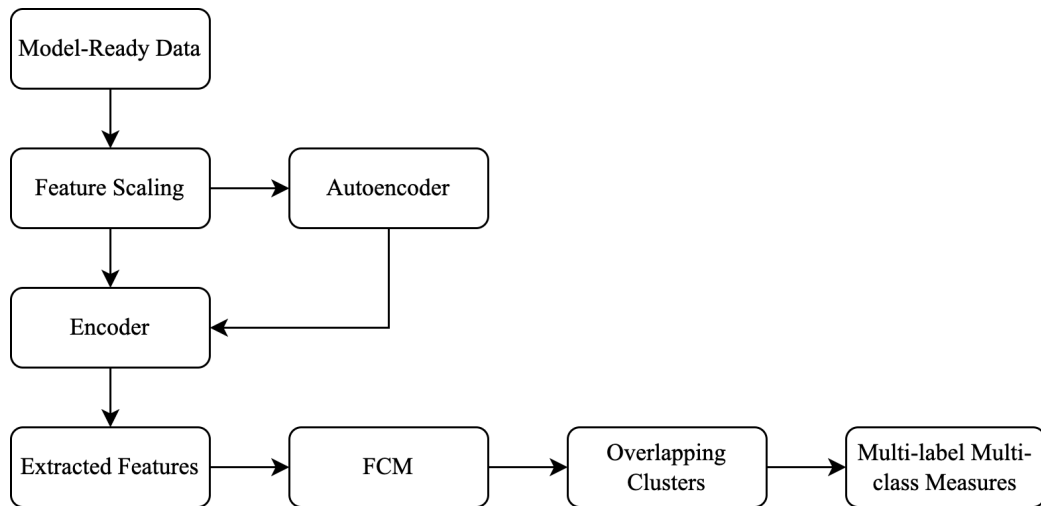 Model-Ready Data
Feature Scaling
Autoencoder
Encoder
Extracted Features
FCM
Overlapping
Clusters
Multi-label Multi-
class Measures